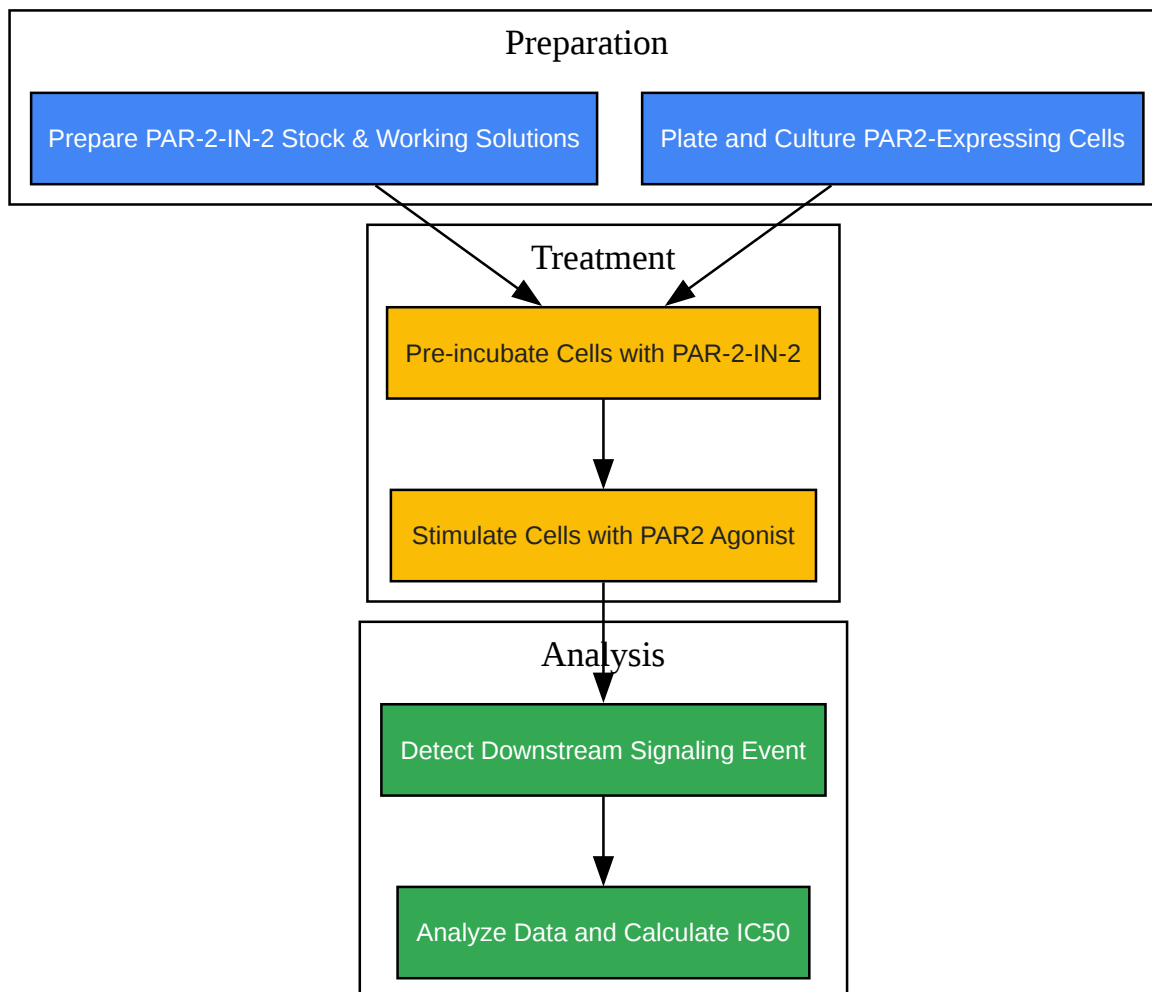 Preparation
Prepare PAR-2-IN-2 Stock & Working Solutions
Plate and Culture PAR2-Expressing Cells
Treatment
Pre-incubate Cells with PAR-2-IN-2
Stimulate Cells with PAR2 Agonist
Analysis
Detect Downstream Signaling Event
Analyze Data and Calculate IC50